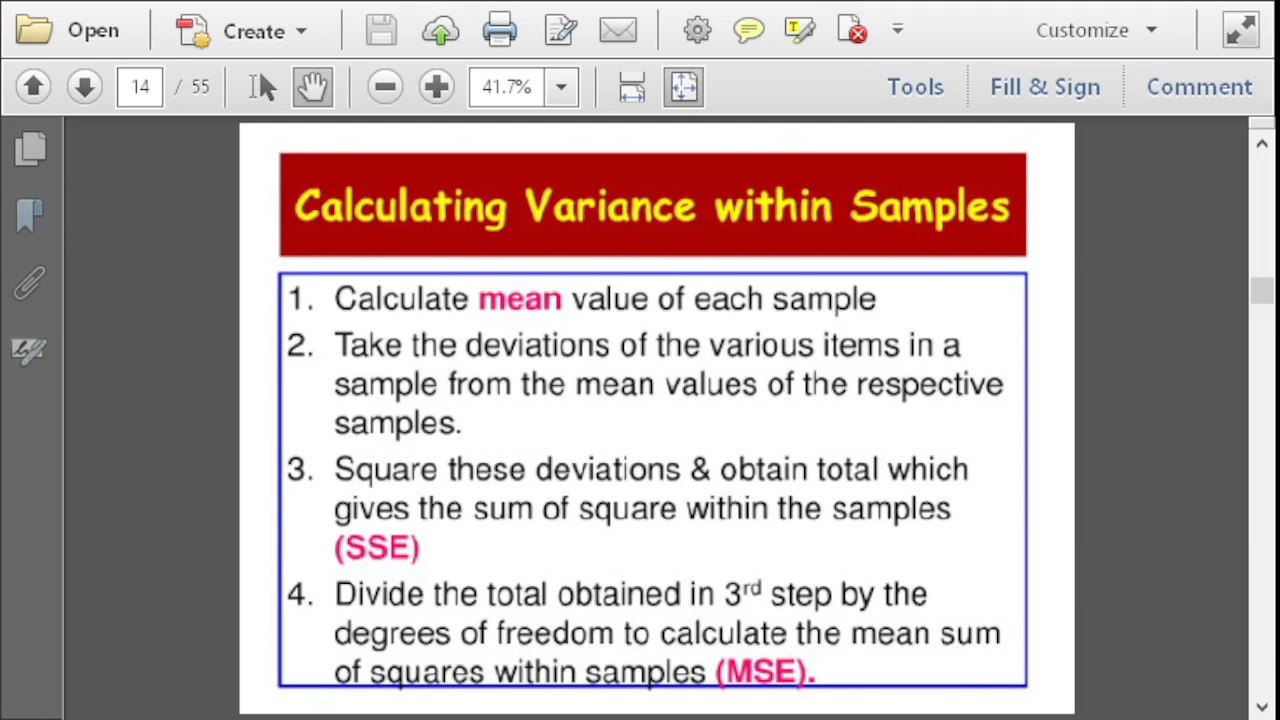 Open Create Customize
14 / 55 41.7% Tools Fill & Sign Comment
Calculating Variance within Samples
1. Calculate mean value of each sample
2. Take the deviations of the various items in a
sample from the mean values of the respective
samples.
3. Square these deviations & obtain total which
gives the sum of square within the samples
(SSE)
4. Divide the total obtained in 3rd step by the
degrees of freedom to calculate the mean sum
of squares within samples (MSE).